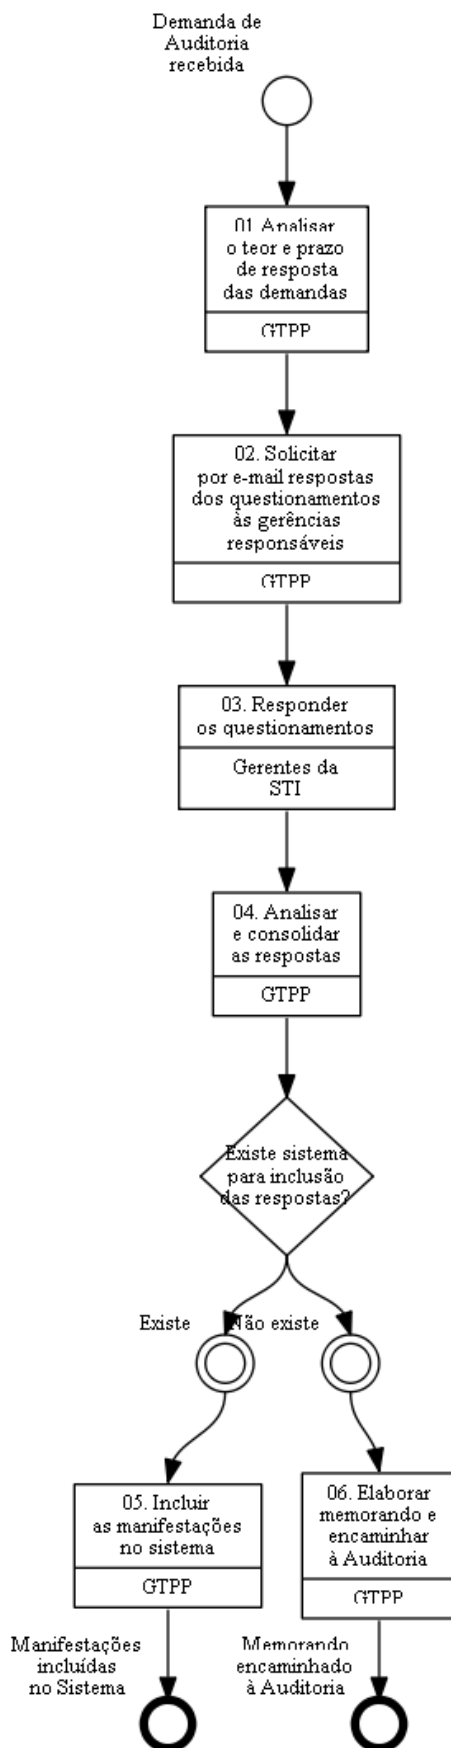 Demanda de
Auditoria
recebida
01. Analisar
o teor e prazo
de resposta
das demandas
GTPP
02. Solicitar
por e-mail respostas
dos questionamentos
às gerências
responsáveis
GTPP
03. Responder
os questionamentos
Gerentes da
STI
04. Analisar
e consolidar
as respostas
GTPP
Existe sistema
para inclusão
das respostas?
Existe
Não existe
05. Incluir
as manifestações
no sistema
GTPP
06. Elaborar
memorando e
encaminhar
à Auditoria
GTPP
Manifestações
incluídas
no Sistema
Memorando
encaminhado
à Auditoria